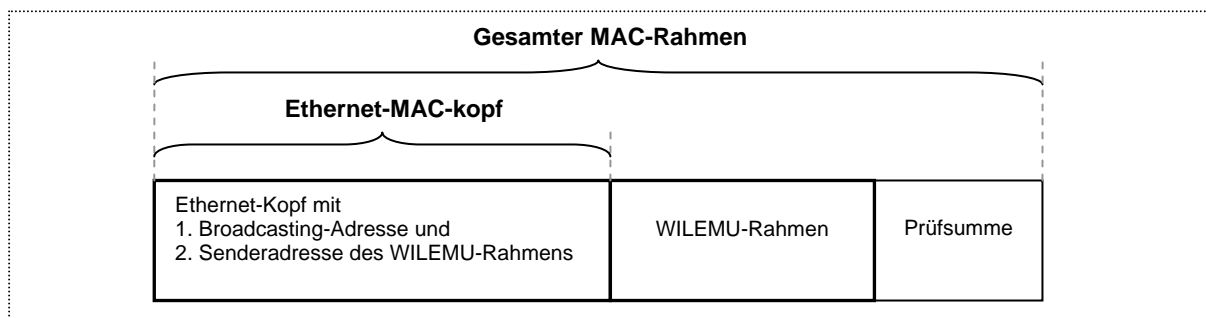 Gesamter MAC-Rahmen
Ethernet-MAC-kopf
Ethernet-Kopf mit
1. Broadcasting-Adresse und
2. Senderadresse des WILEMU-Rahmens
WILEMU-Rahmen
Prüfsumme